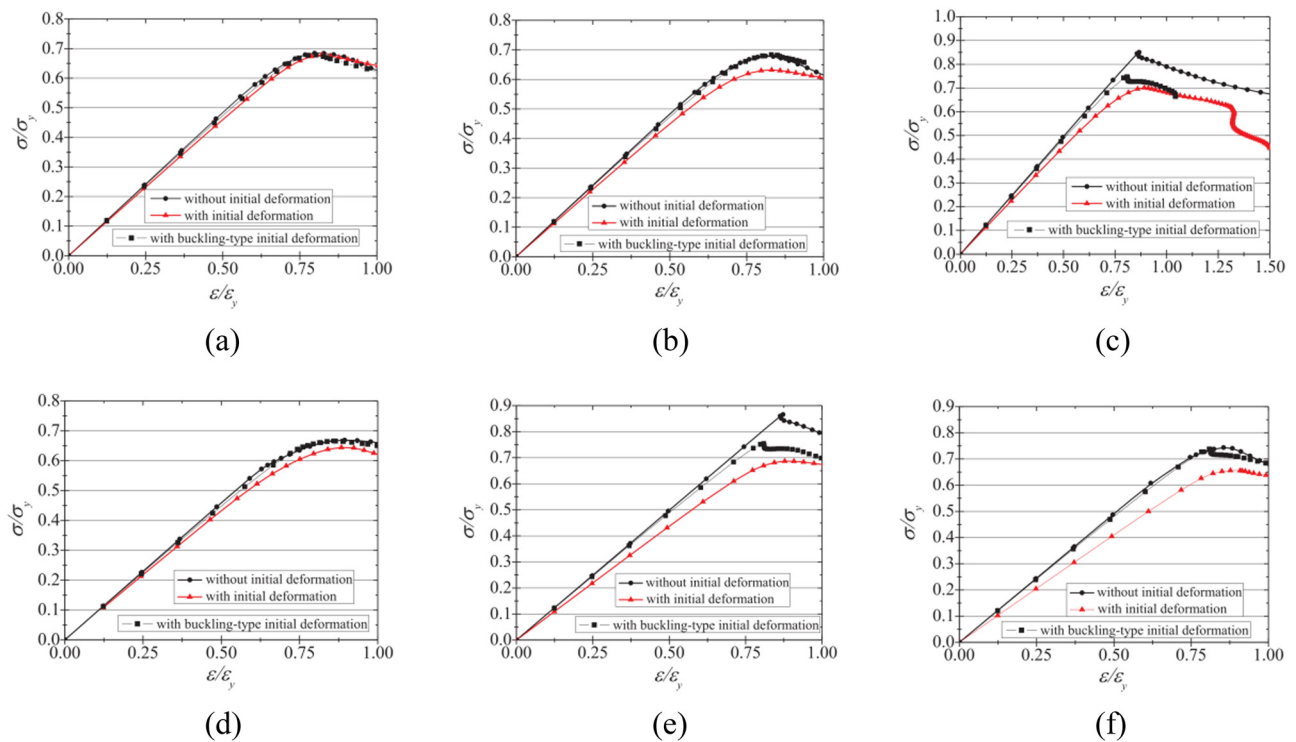 0.8
0.7
0.6
0.5
0.4
0.3
0.2
0.1
0.0
σ/σy
without initial deformation
with initial deformation
with buckling-type initial deformation
0.00 0.25 0.50 0.75 1.00
ε/εy
(a)
0.8
0.7
0.6
0.5
0.4
0.3
0.2
0.1
0.0
σ/σy
without initial deformation
with initial deformation
with buckling-type initial deformation
0.00 0.25 0.50 0.75 1.00
ε/εy
(b)
1.0
0.9
0.8
0.7
0.6
0.5
0.4
0.3
0.2
0.1
0.0
σ/σy
without initial deformation
with initial deformation
with buckling-type initial deformation
0.00 0.25 0.50 0.75 1.00 1.25 1.50
ε/εy
(c)
0.8
0.7
0.6
0.5
0.4
0.3
0.2
0.1
0.0
σ/σy
without initial deformation
with initial deformation
with buckling-type initial deformation
0.00 0.25 0.50 0.75 1.00
ε/εy
(d)
0.9
0.8
0.7
0.6
0.5
0.4
0.3
0.2
0.1
0.0
σ/σy
without initial deformation
with initial deformation
with buckling-type initial deformation
0.00 0.25 0.50 0.75 1.00
ε/εy
(e)
0.9
0.8
0.7
0.6
0.5
0.4
0.3
0.2
0.1
0.0
σ/σy
without initial deformation
with initial deformation
with buckling-type initial deformation
0.00 0.25 0.50 0.75 1.00
ε/εy
(f)